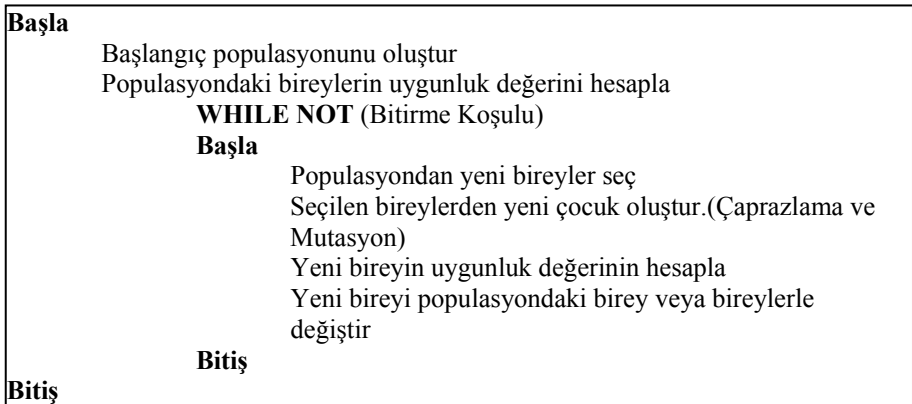 Başla
Başlangıç populasyonunu oluştur
Populasyondaki bireylerin uygunluk değerini hesapla
WHILE NOT (Bitirme Koşulu)
Başla
Populasyondan yeni bireyler seç
Seçilen bireylerden yeni çocuk oluştur.(Çaprazlama ve
Mutasyon)
Yeni bireyin uygunluk değerinin hesapla
Yeni bireyi populasyondaki birey veya bireylerle
değiştir
Bitiş
Bitiş